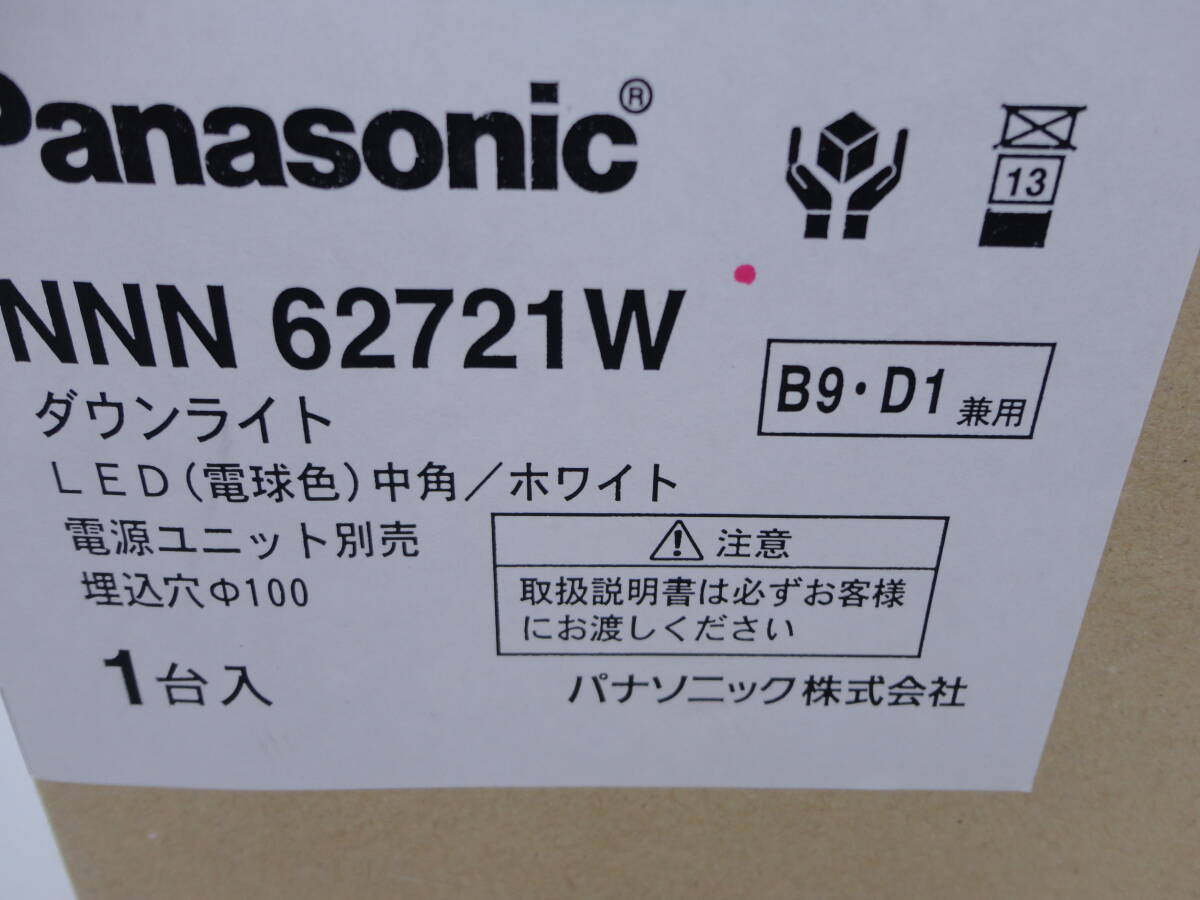 Panasonic®
13
NNN 62721W
B9・D1 兼用
ダウンライト
LED(電球色)中角/ホワイト
電源ユニット別売
埋込穴Φ100
注意
取扱説明書は必ずお客様
にお渡しください
1台入
パナソニック株式会社